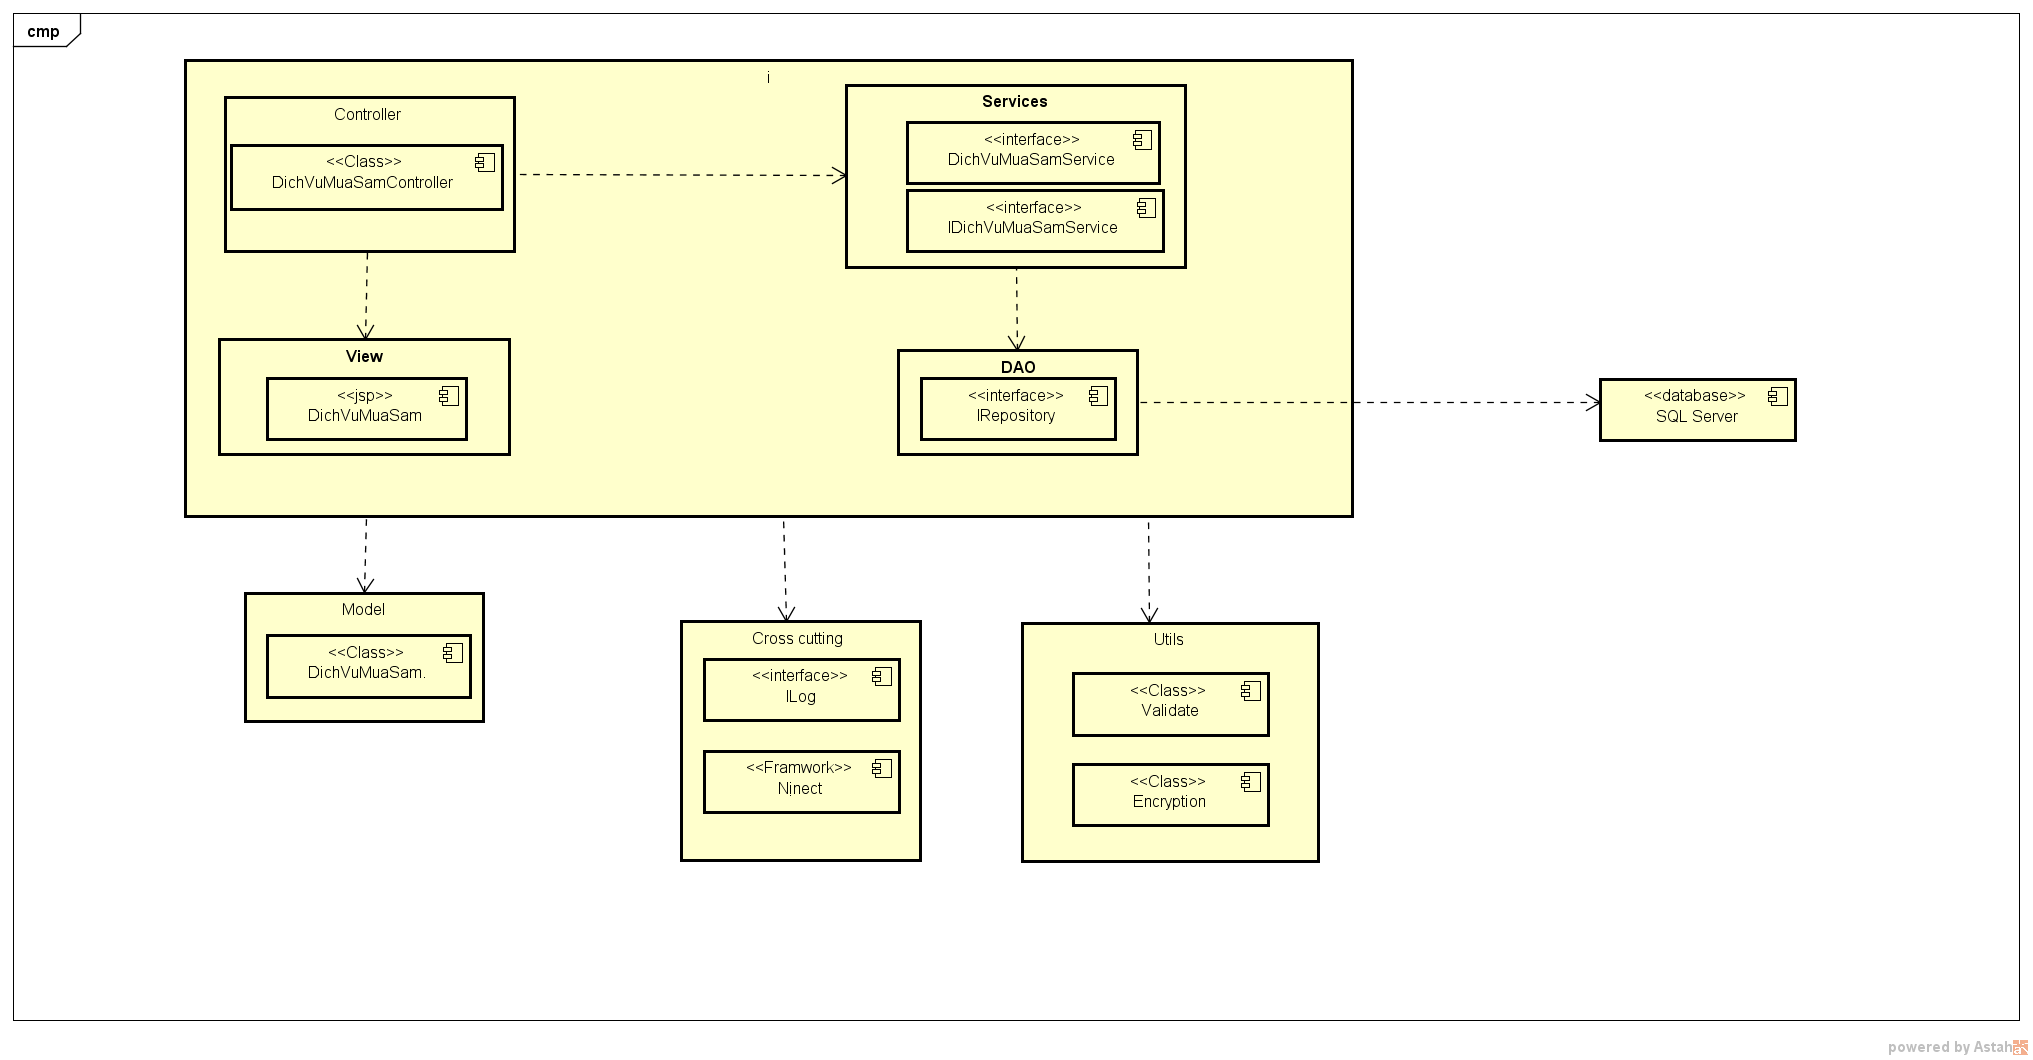 cmp
i
Controller
<<Class>>
DichVuMuaSamController
Services
<<interface>>
DichVuMuaSamService
<<interface>>
IDichVuMuaSamService
View
<<jsp>>
DichVuMuaSam
DAO
<<interface>>
IRepository
<<database>>
SQL Server
Model
<<Class>>
DichVuMuaSam.
Cross cutting
<<interface>>
ILog
<<Framwork>>
Ninect
Utils
<<Class>>
Validate
<<Class>>
Encryption
powered by Astah